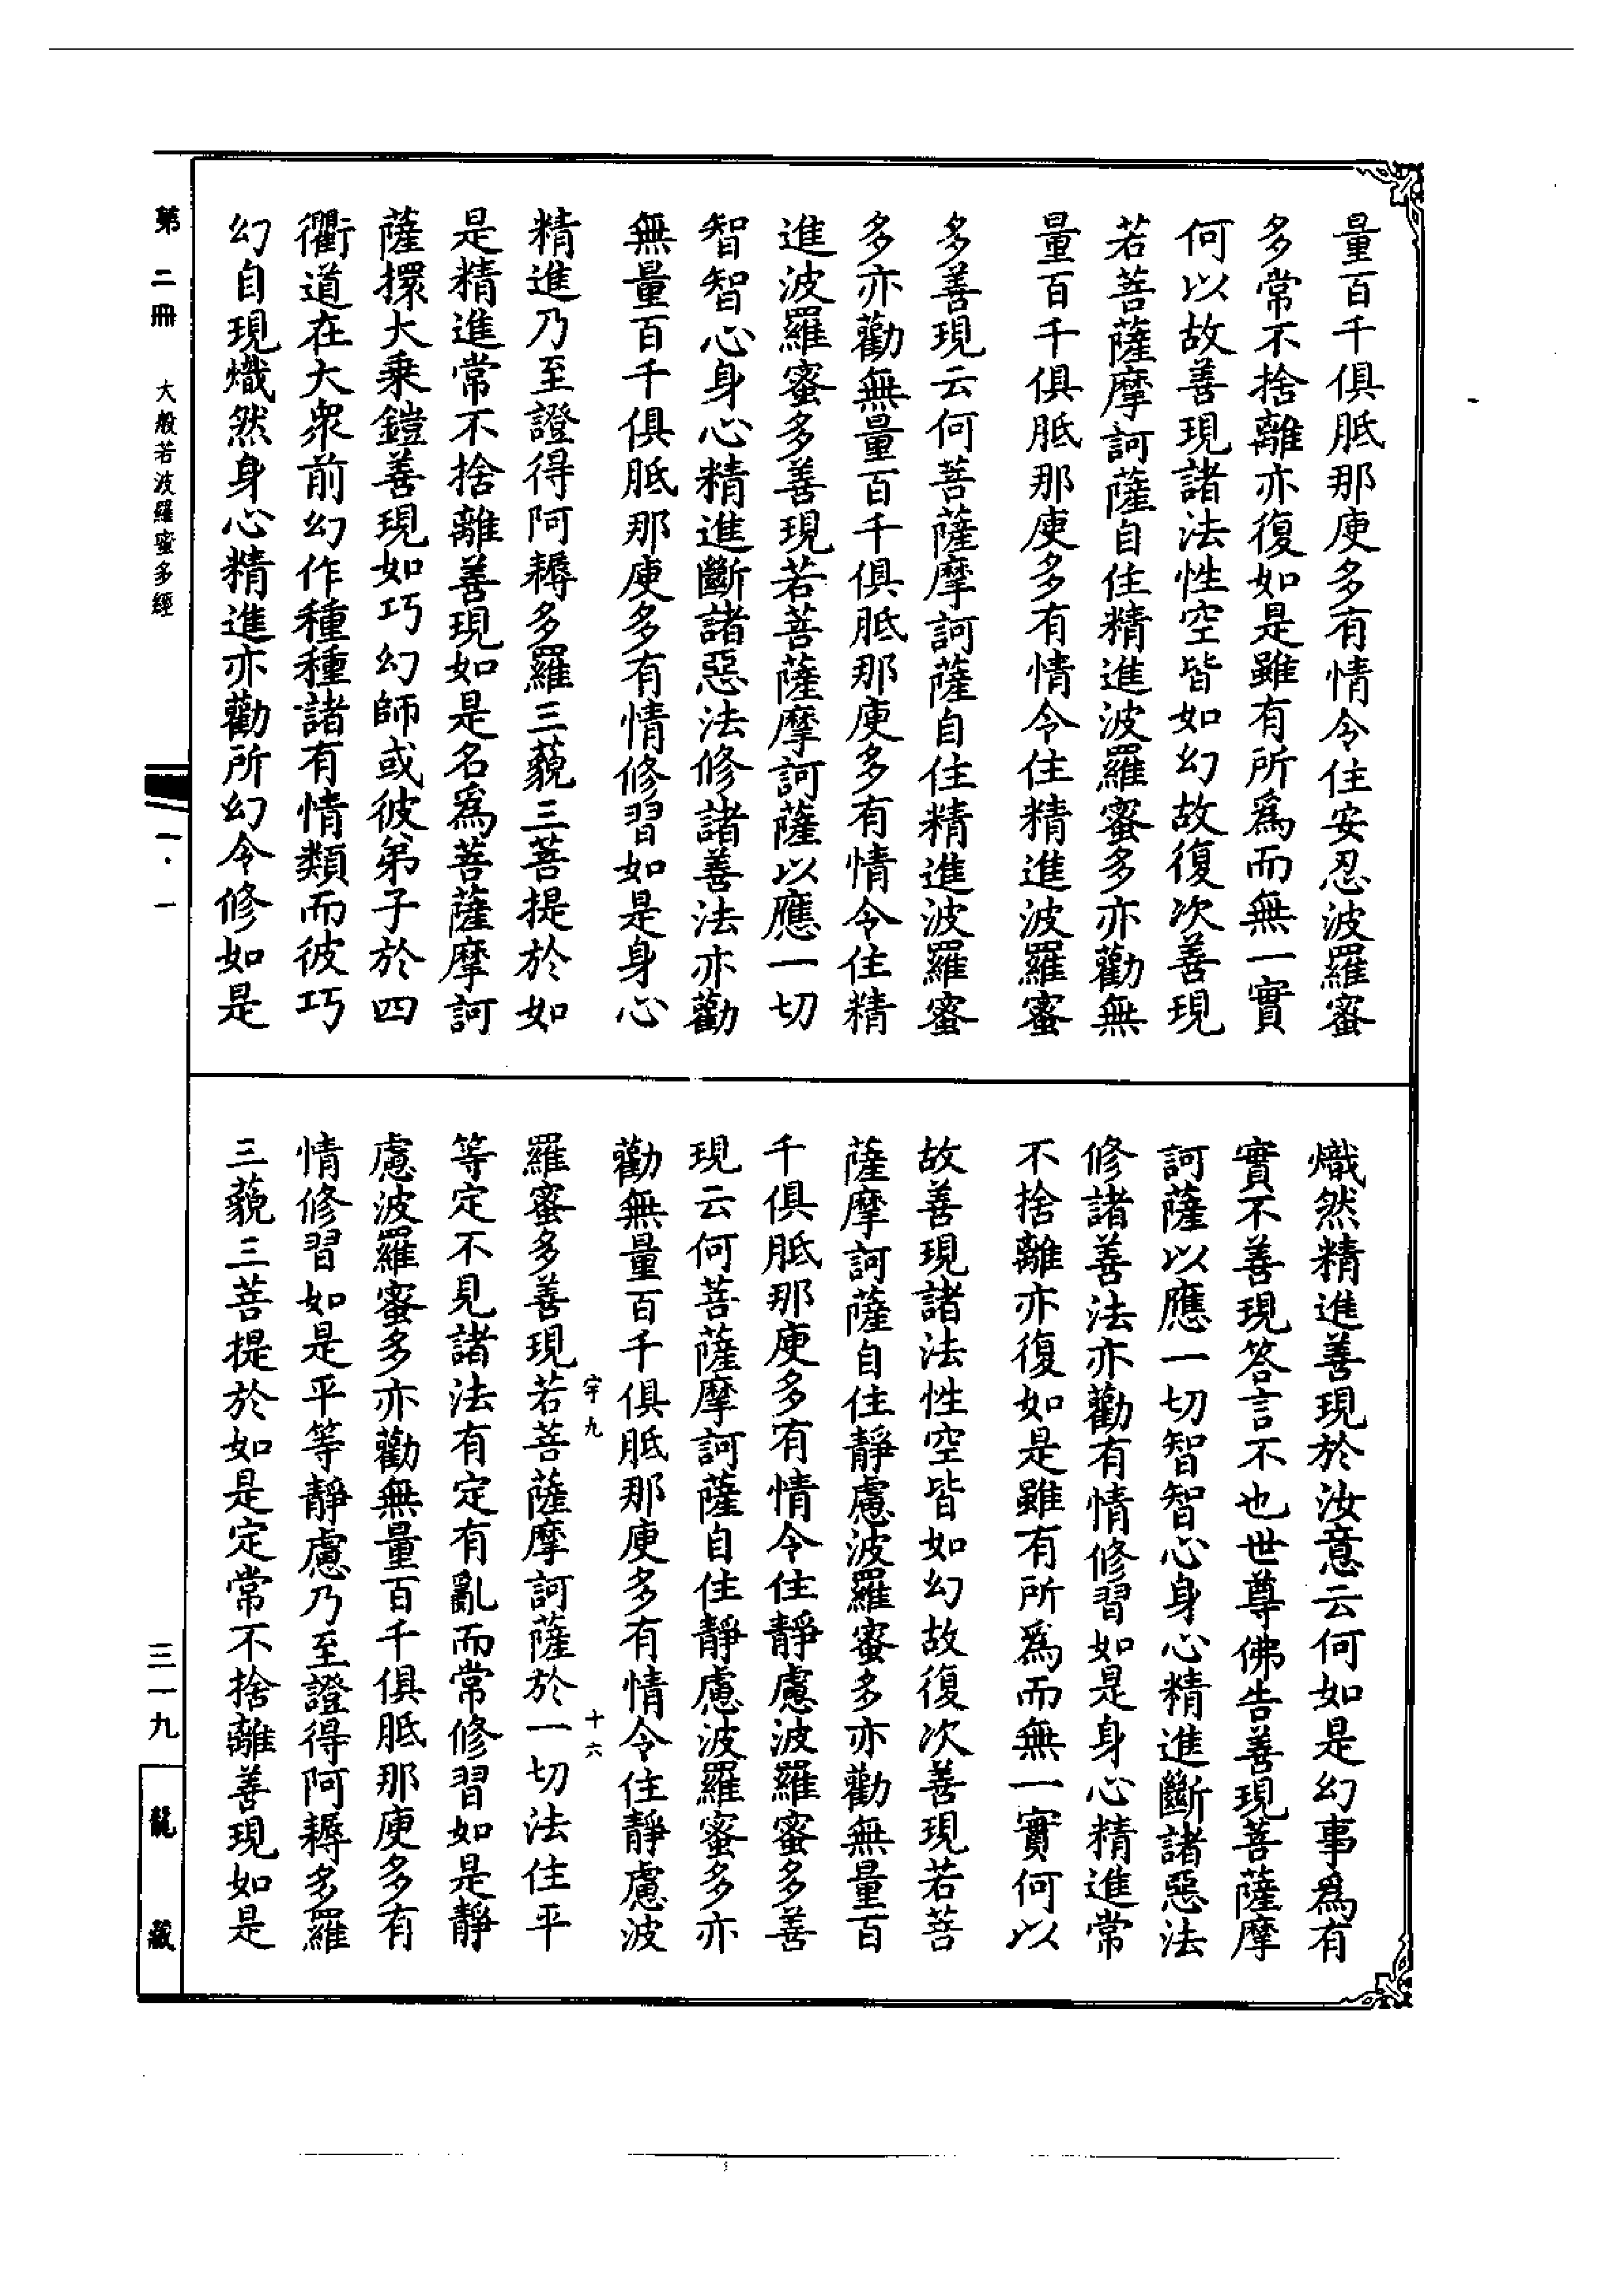 量百千俱胝那庾多有情令住安忍波羅蜜
多常不捨離亦復如是雖有所爲而無一實
何以故善現諸法性空皆如幻故復次善現
若菩薩摩訶薩自住精進波羅蜜多亦勸無
量百千俱胝那庾多有情令住精進波羅蜜
多善現云何菩薩摩訶薩自住精進波羅蜜
多亦勸無量百千俱胝那庾多有情令住精
進波羅蜜多善現若菩薩摩訶薩以應一切
智智心身心精進斷諸惡法修諸善法亦勸
無量百千俱胝那庾多有情修習如是身心
精進乃至證得阿耨多羅三藐三菩提於如
是精進常不捨離善現如是名爲菩薩摩訶
薩擐大乗鎧善現如巧幻師或彼弟子於四
衢道在大衆前幻作種種諸有情類而彼巧
幻自現熾然身心精進亦勸所幻令修如是
熾然精進善現於汝意云何如是幻事爲有
實不善現答言不也世尊佛告善現菩薩摩
訶薩以應一切智智心身心精進斷諸惡法
修諸善法亦勸有情修習如是身心精進常
不捨離亦復如是雖有所爲而無一實何以
故善現諸法性空皆如幻故復次善現若菩
薩摩訶薩自住靜慮波羅蜜多亦勸無量百
千俱胝那庾多有情令住靜慮波羅蜜多善
現云何菩薩摩訶薩自住靜慮波羅蜜多亦
勸無量百千俱胝那庾多有情令住靜慮波
宇九 十六
羅蜜多善現若菩薩摩訶薩於一切法住平
等定不見諸法有定有亂而常修習如是靜
慮波羅蜜多亦勸無量百千俱胝那庾多有
情修習如是平等靜慮乃至證得阿耨多羅
三藐三菩提於如是定常不捨離善現如是
第二冊 大般若波羅蜜多經 二·一 三一九 龍藏